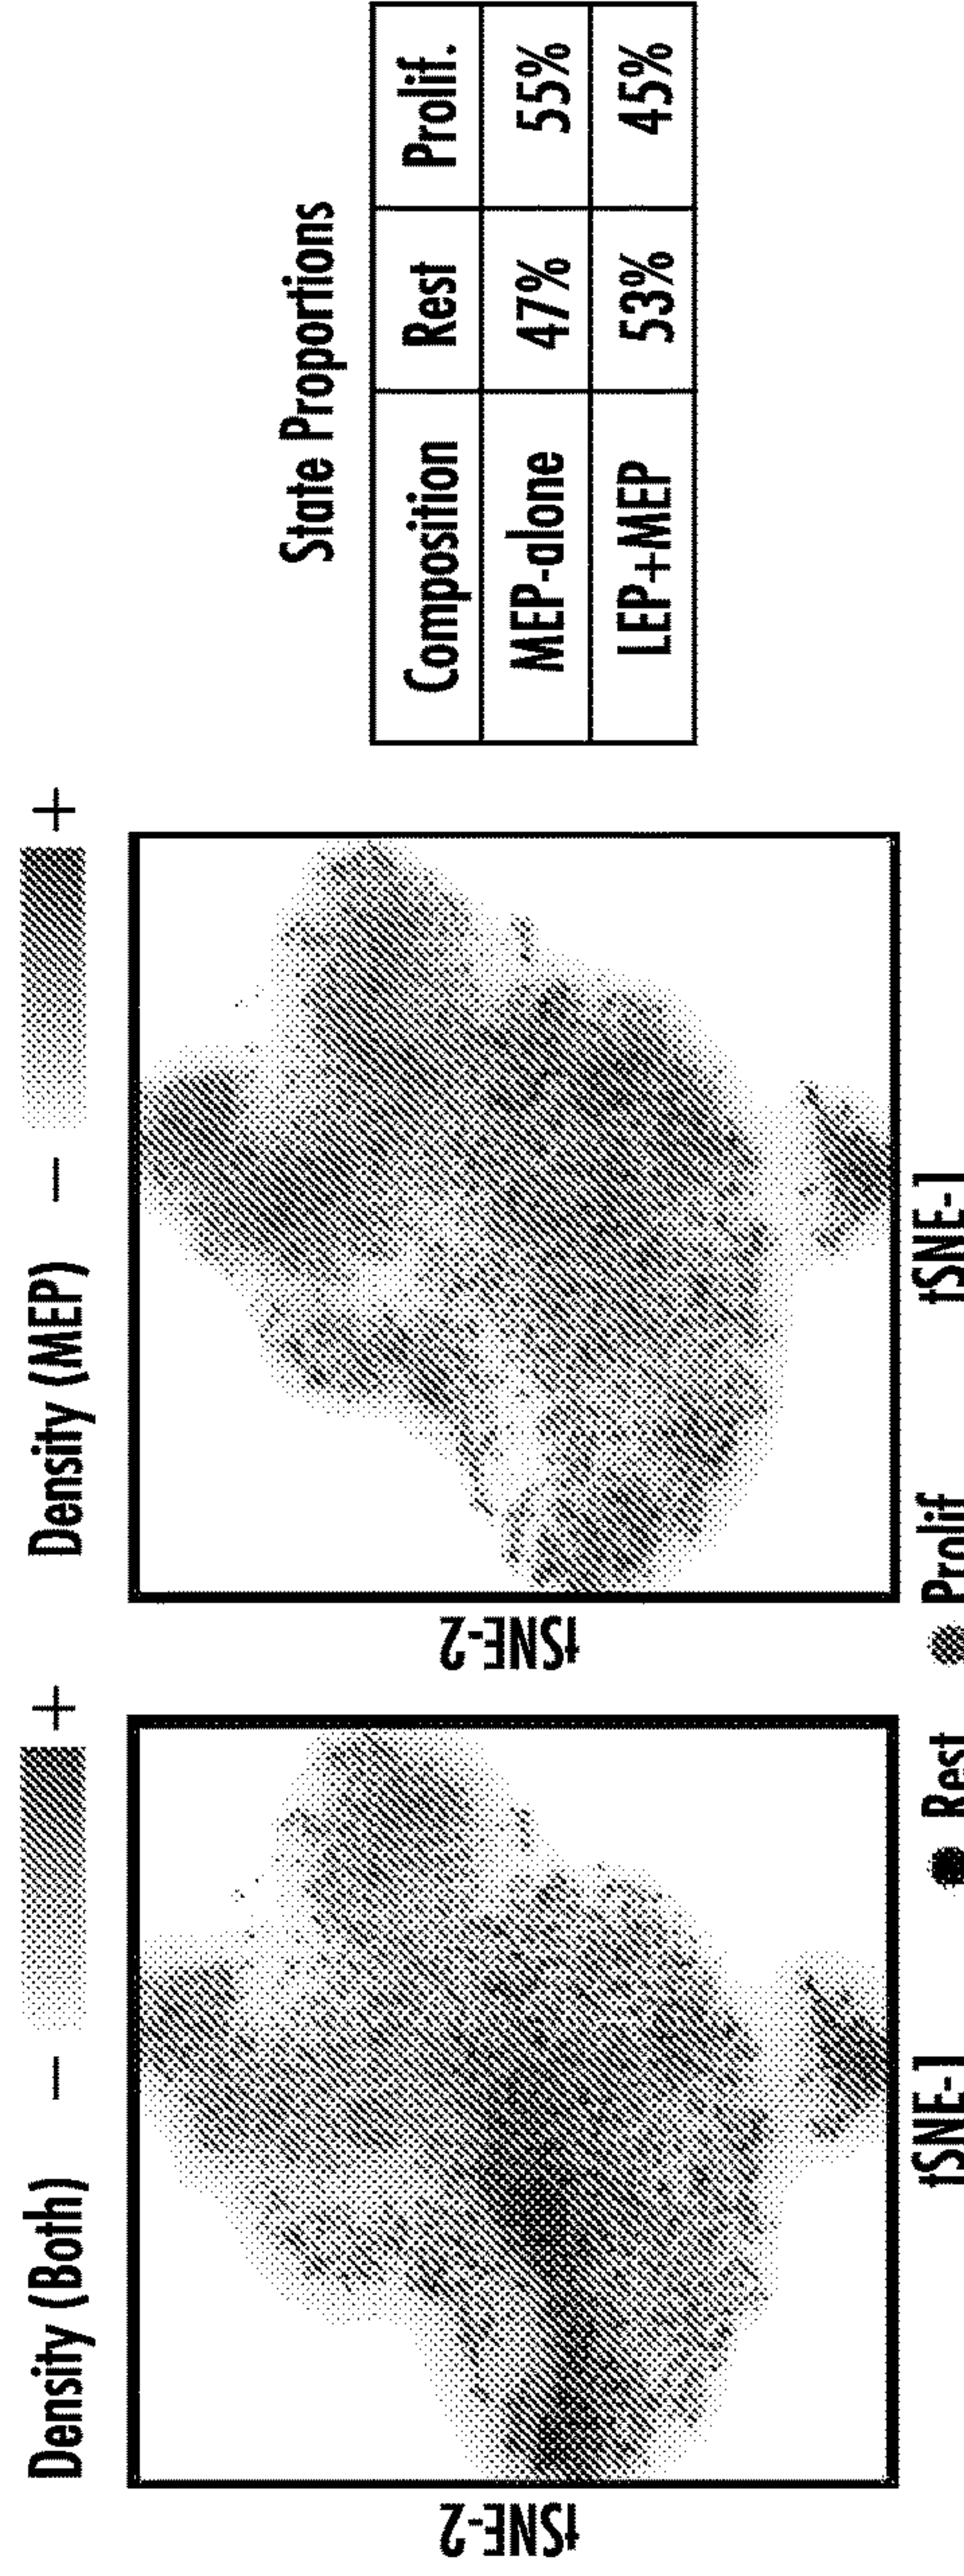 Density (Both) − +
tSNE-2
tSNE-1
Density (MEP) − +
tSNE-2
tSNE-1
Rest Prolif
State Proportions
Composition Rest Prolif.
MEP-alone 47% 55%
LEP+MEP 53% 45%